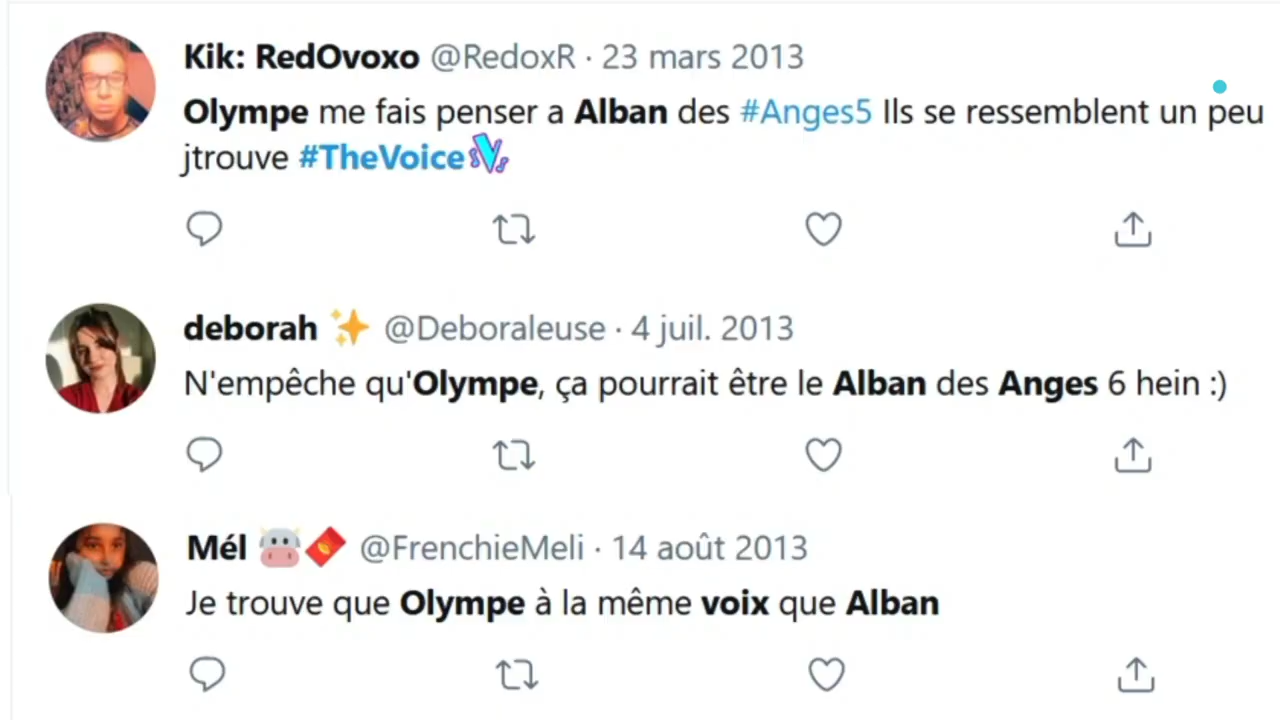 Kik: RedOvoxo @RedoxR · 23 mars 2013
Olympe me fais penser a Alban des #Anges5 Ils se ressemblent un peu
jtrouve #TheVoice
deborah ✨ @Deboraleuse · 4 juil. 2013
N'empêche qu'Olympe, ça pourrait être le Alban des Anges 6 hein :)
Mél 🐮🧧 @FrenchieMeli · 14 août 2013
Je trouve que Olympe à la même voix que Alban